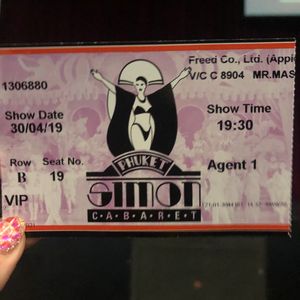 Freed Co., Ltd. (Appl
1306880
V/C C 8904 MR.MAS
Show Date
30/04/19
Show Time
19:30
Row Seat No.
B 19
VIP
PHUKET
SIMON
CABARET
Agent 1